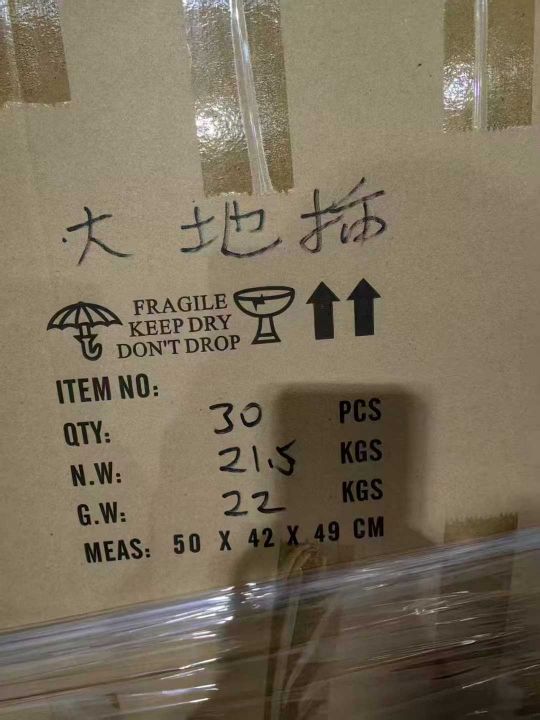 大地插
FRAGILE
KEEP DRY
DON'T DROP
ITEM NO:
QTY: 30 PCS
N.W: 21.5 KGS
G.W: 22 KGS
MEAS: 50 X 42 X 49 CM